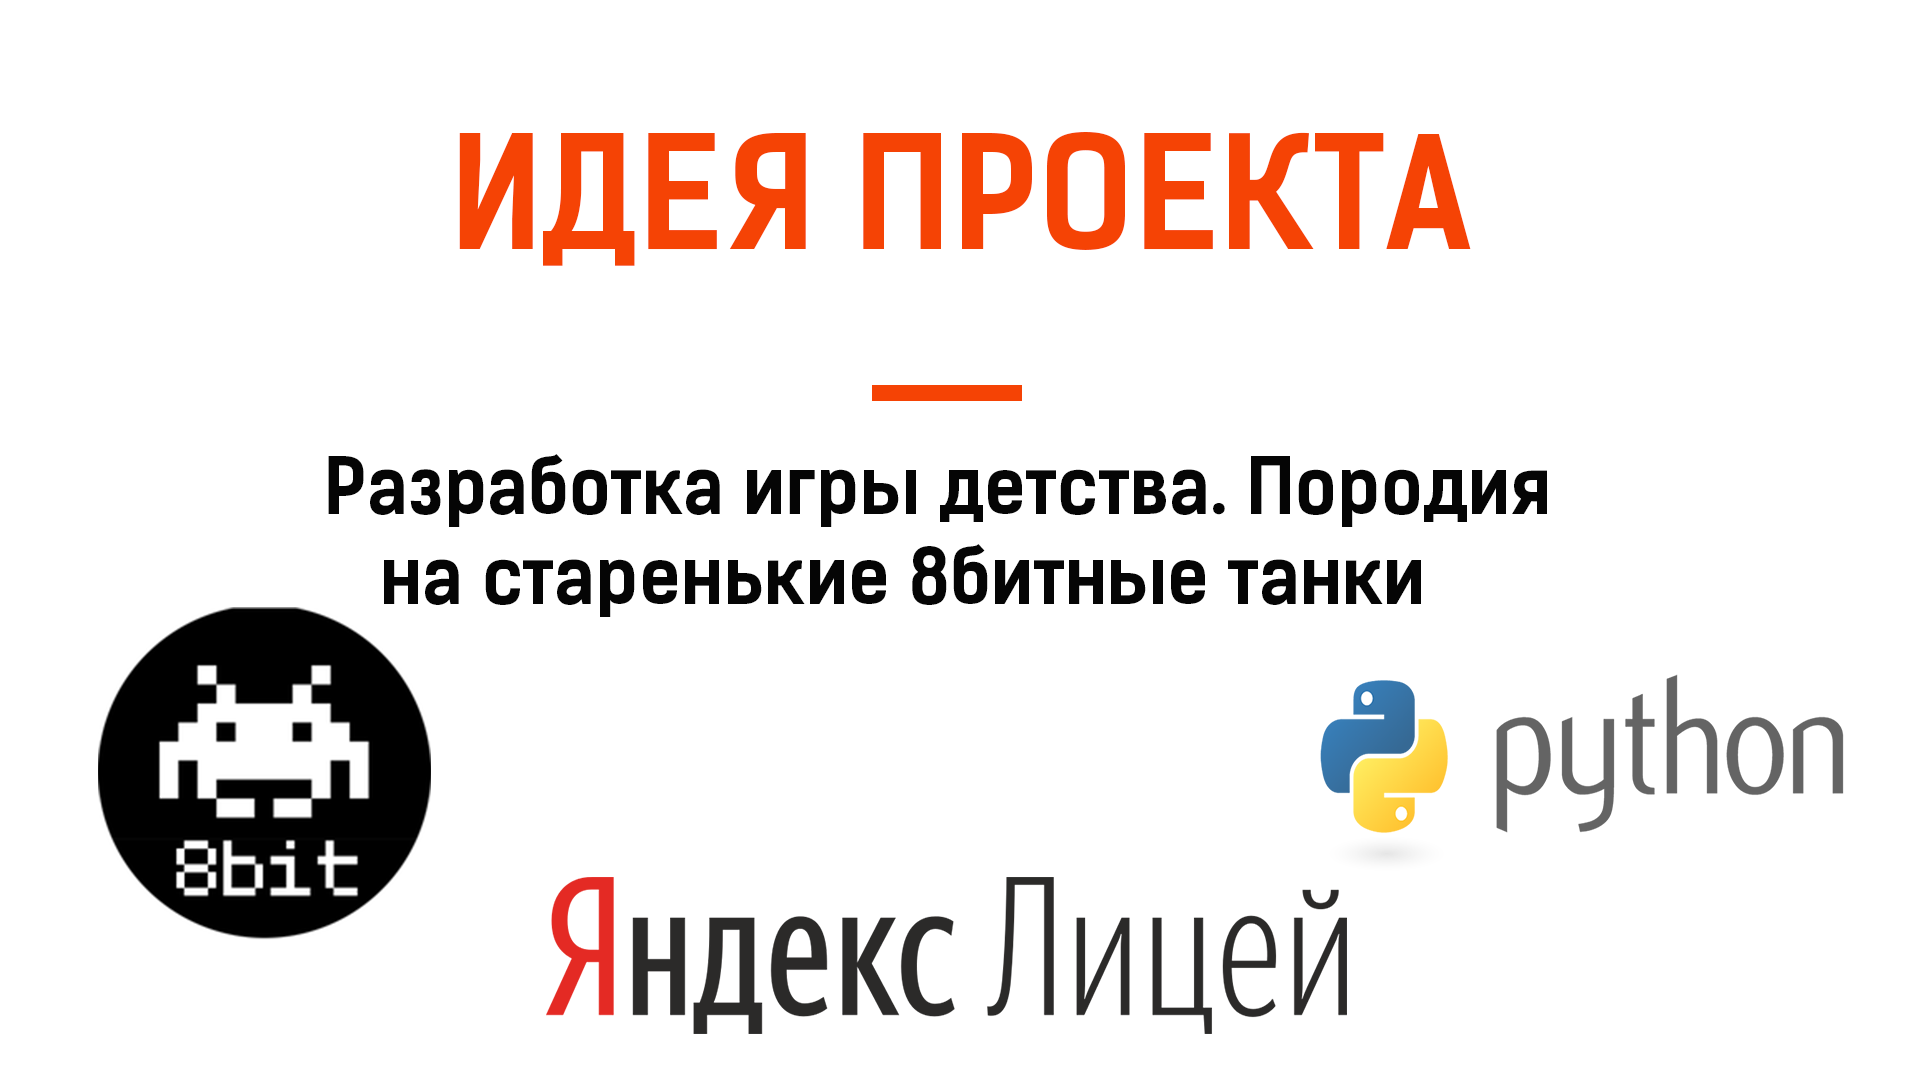 ИДЕЯ ПРОЕКТА
Разработка игры детства. Породия
на старенькие 8битные танки
8bit
python
Яндекс Лицей